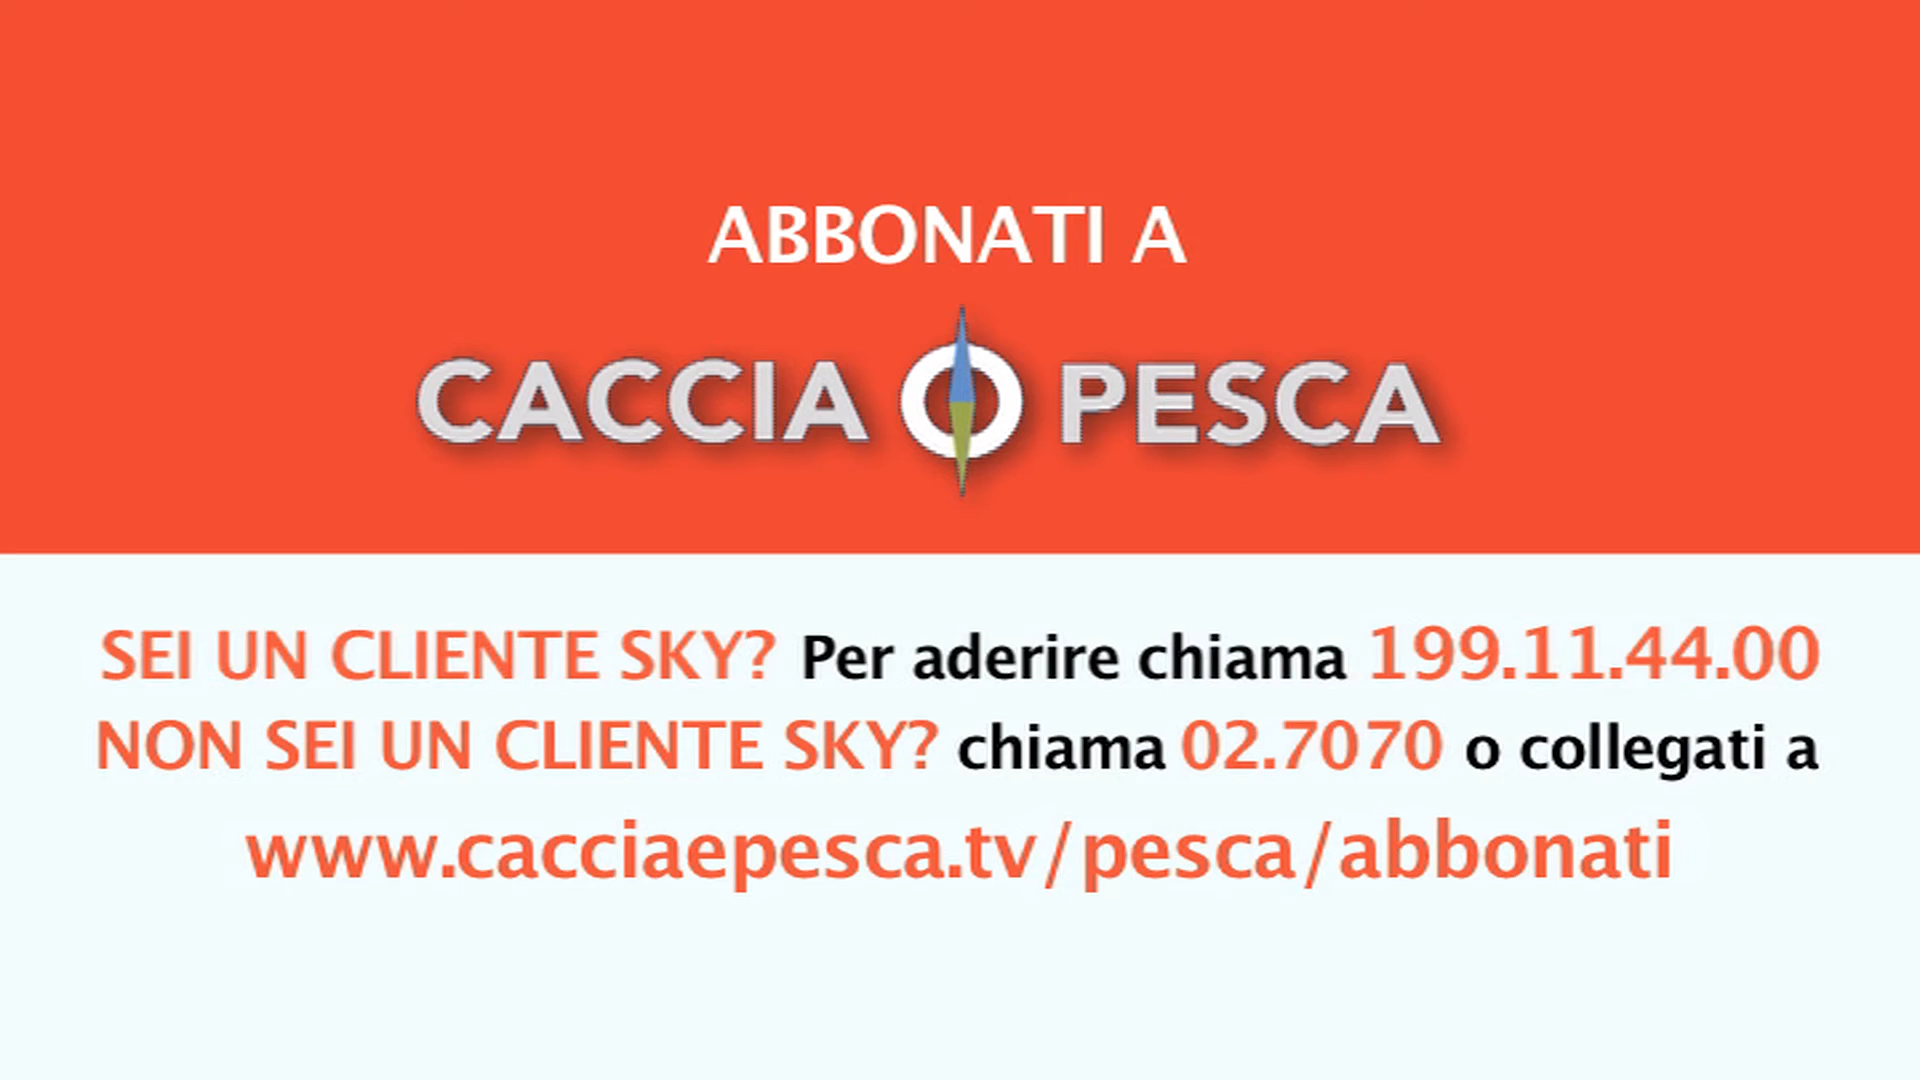 ABBONATI A
CACCIA PESCA
SEI UN CLIENTE SKY? Per aderire chiama 199.11.44.00
NON SEI UN CLIENTE SKY? chiama 02.7070 o collegati a
www.cacciaepesca.tv/pesca/abbonati